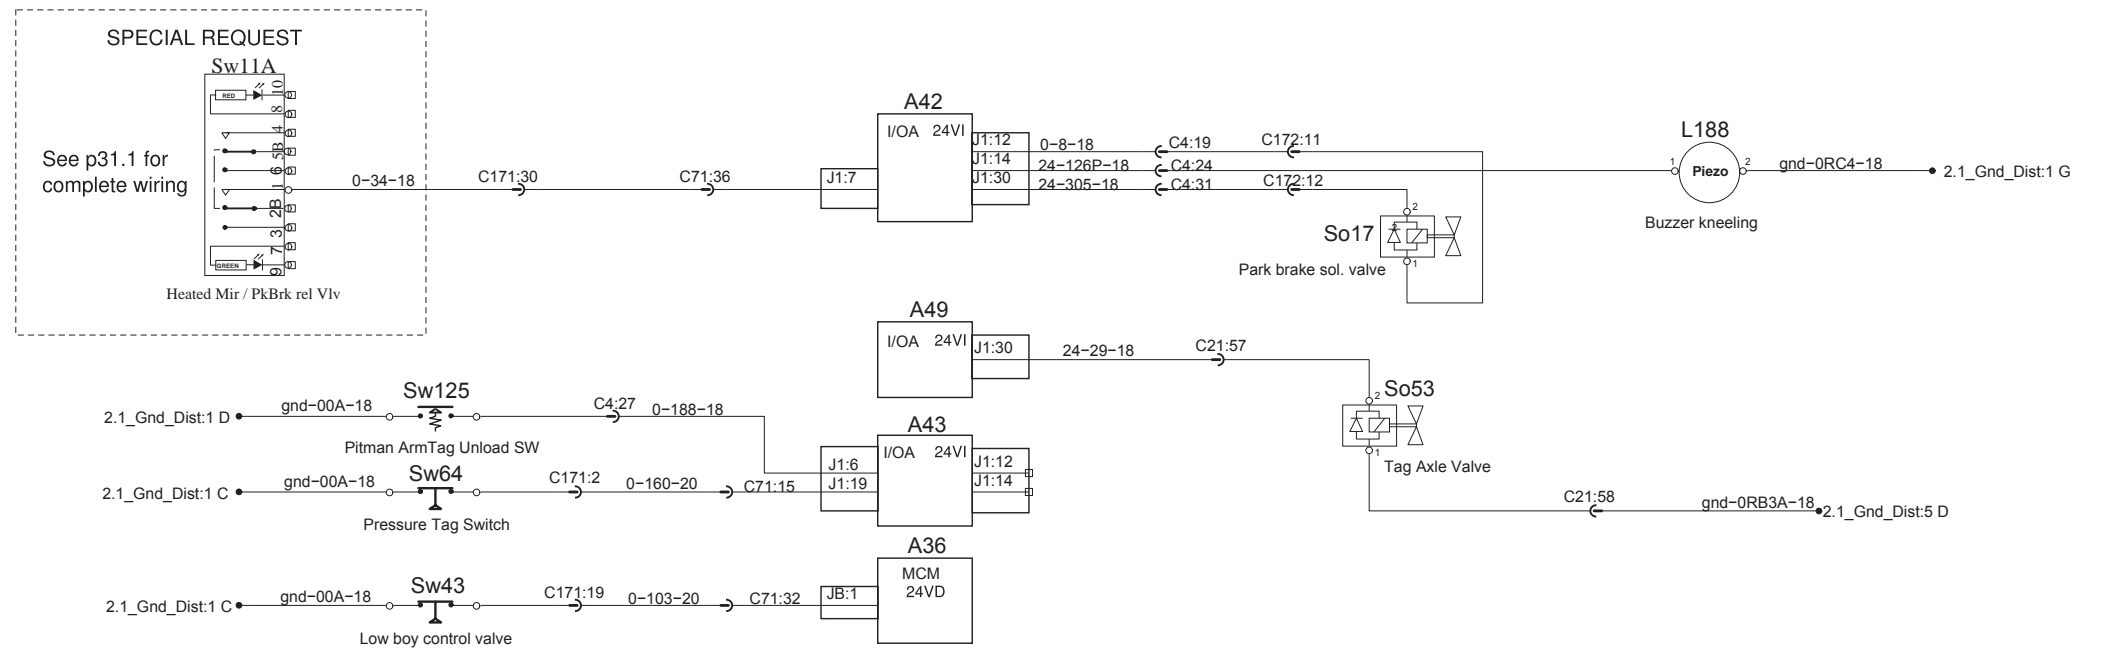 SPECIAL REQUEST
Sw11A
See p31.1 for
complete wiring
RED
10
8
4
5B
6
1
2B
3
7
9
GREEN
Heated Mir / PkBrk rel Vlv
0-34-18
C171:30
C71:36
A42
I/OA 24VI
J1:7
J1:12
J1:14
J1:30
0-8-18
24-126P-18
24-305-18
C4:19
C4:24
C4:31
C172:11
C172:12
2
So17
1
Park brake sol. valve
L188
1
Piezo
2
Buzzer kneeling
gnd-0RC4-18
2.1_Gnd_Dist:1 G
A49
I/OA 24VI
J1:30
24-29-18
C21:57
2
So53
1
Tag Axle Valve
C21:58
gnd-0RB3A-18
2.1_Gnd_Dist:5 D
2.1_Gnd_Dist:1 D
gnd-00A-18
Sw125
Pitman ArmTag Unload SW
C4:27
0-188-18
A43
I/OA 24VI
J1:6
J1:19
J1:12
J1:14
2.1_Gnd_Dist:1 C
gnd-00A-18
Sw64
Pressure Tag Switch
C171:2
0-160-20
C71:15
A36
MCM
24VD
JB:1
2.1_Gnd_Dist:1 C
gnd-00A-18
Sw43
Low boy control valve
C171:19
0-103-20
C71:32